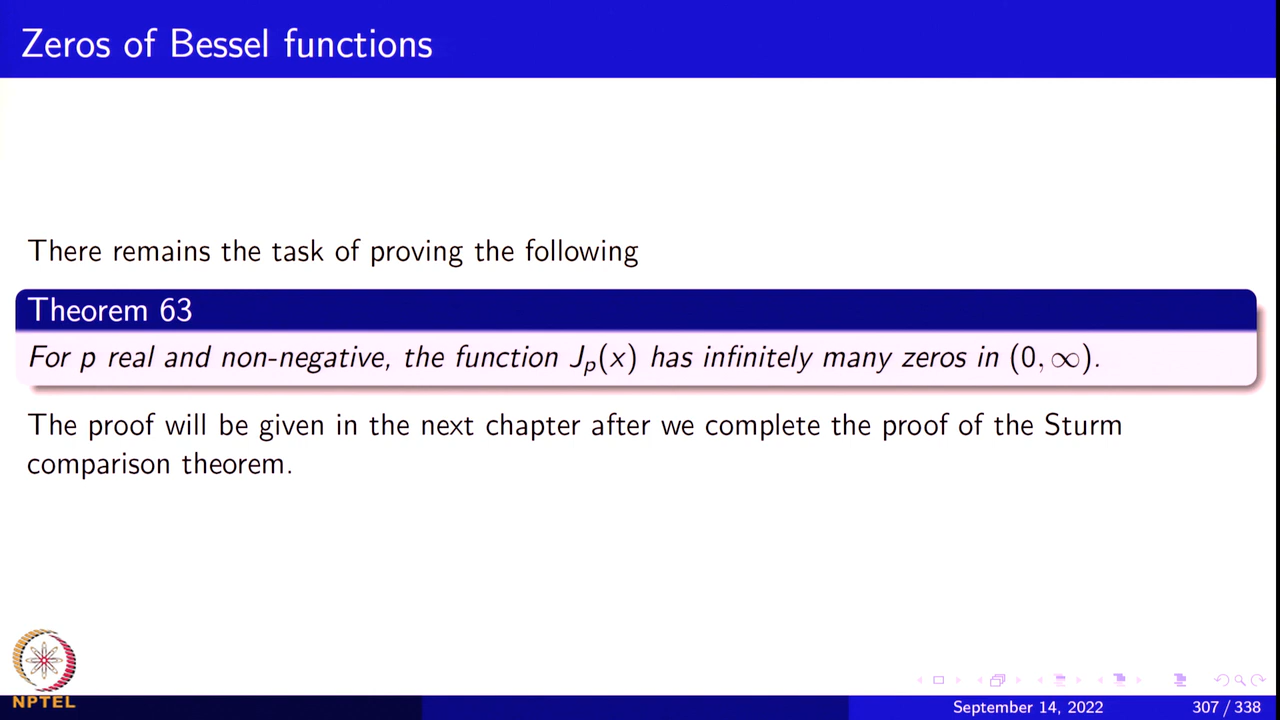 Zeros of Bessel functions
There remains the task of proving the following
Theorem 63
For p real and non-negative, the function Jₚ(x) has infinitely many zeros in (0, ∞).
The proof will be given in the next chapter after we complete the proof of the Sturm
comparison theorem.
NPTEL
September 14, 2022 307 / 338